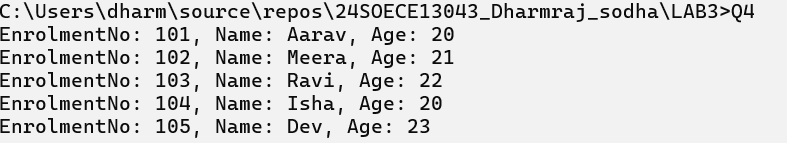 C:\Users\dharm\source\repos\24SOECE13043_Dharmraj_sodha\LAB3>Q4
EnrolmentNo: 101, Name: Aarav, Age: 20
EnrolmentNo: 102, Name: Meera, Age: 21
EnrolmentNo: 103, Name: Ravi, Age: 22
EnrolmentNo: 104, Name: Isha, Age: 20
EnrolmentNo: 105, Name: Dev, Age: 23